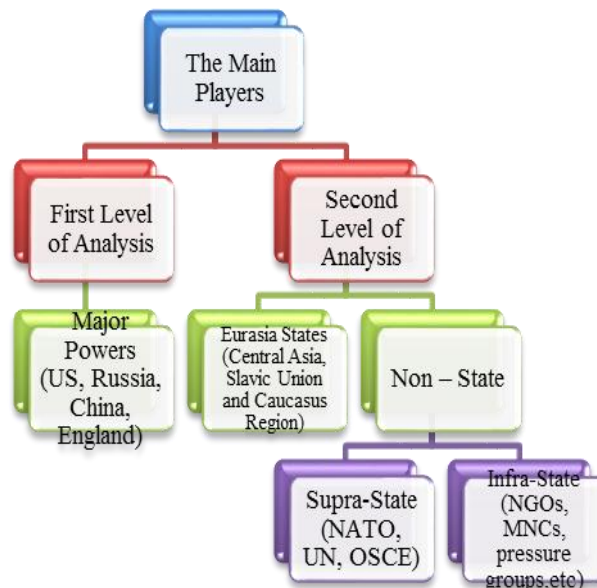 The Main
Players
First Level
of Analysis
Second
Level of
Analysis
Major
Powers
(US, Russia,
China,
England)
Eurasia States
(Central Asia,
Slavic Union
and Caucasus
Region)
Non – State
Supra-State
(NATO,
UN, OSCE)
Infra-State
(NGOs,
MNCs,
pressure
groups,etc)